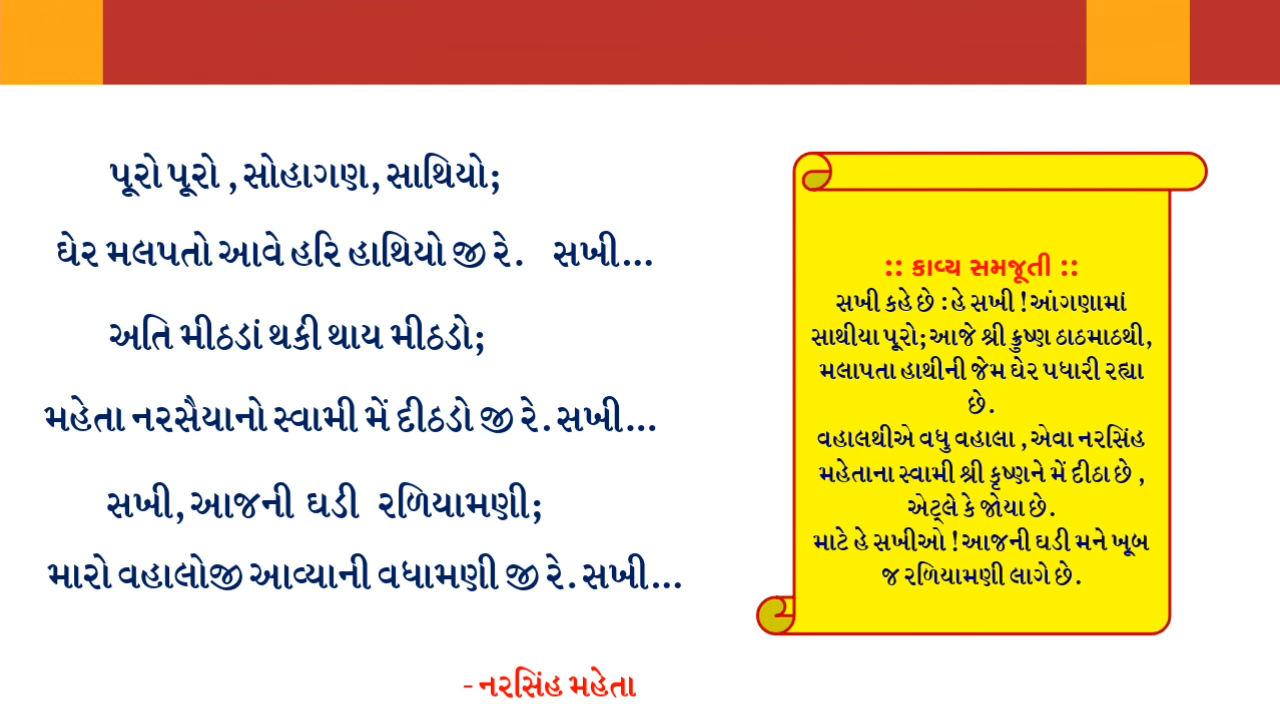 પૂરો પૂરો , સોહાગણ, સાથિયો;
ઘેર મલપતો આવે હરિ હાથિયો જી રે. સખી...
અતિ મીઠડાં થકી થાય મીઠડો;
મહેતા નરસૈયાનો સ્વામી મેં દીઠડો જી રે. સખી...
સખી, આજની ઘડી રળિયામણી;
મારો વહાલોજી આવ્યાની વધામણી જી રે. સખી...
- નરસિંહ મહેતા
:: કાવ્ય સમજૂતી ::
સખી કહે છે : હે સખી ! આંગણામાં
સાથીયા પૂરો; આજે શ્રી ક્રુષ્ણ ઠાઠમાઠથી,
મલાપતા હાથીની જેમ ઘેર પધારી રહ્યા
છે.
વહાલથીએ વધુ વહાલા , એવા નરસિંહ
મહેતાના સ્વામી શ્રી કૃષ્ણને મેં દીઠા છે ,
એટ્લે કે જોયા છે.
માટે હે સખીઓ ! આજની ઘડી મને ખૂબ
જ રળિયામણી લાગે છે.